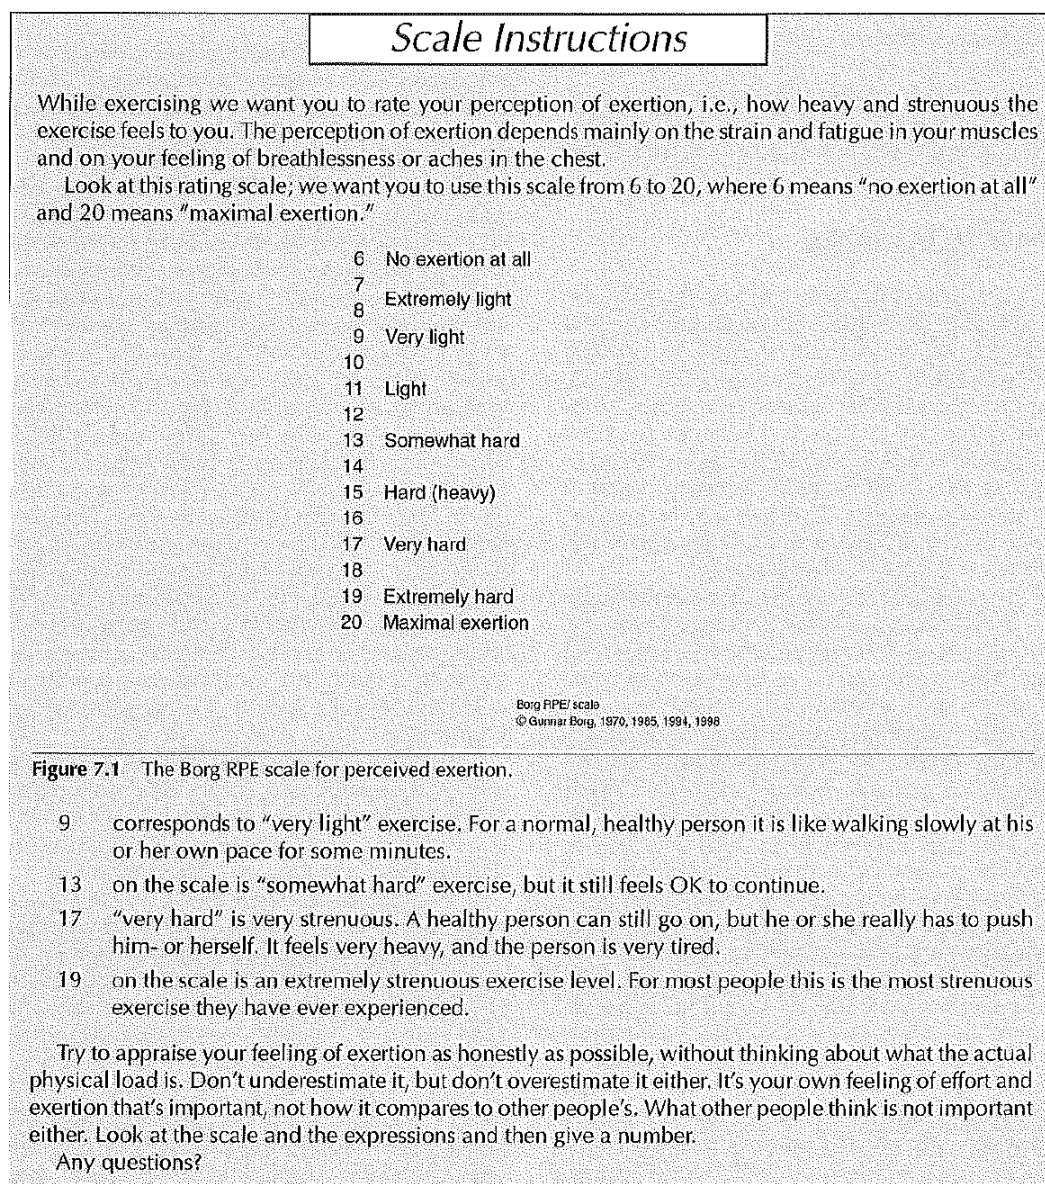 Scale Instructions
While exercising we want you to rate your perception of exertion, i.e., how heavy and strenuous the
exercise feels to you. The perception of exertion depends mainly on the strain and fatigue in your muscles
and on your feeling of breathlessness or aches in the chest.
Look at this rating scale; we want you to use this scale from 6 to 20, where 6 means "no exertion at all"
and 20 means "maximal exertion."
6 No exertion at all
7
Extremely light
8
9 Very light
10
11 Light
12
13 Somewhat hard
14
15 Hard (heavy)
16
17 Very hard
18
19 Extremely hard
20 Maximal exertion
Borg RPE scale
© Gunnar Borg, 1970, 1985, 1994, 1998
Figure 7.1 The Borg RPE scale for perceived exertion.
9 corresponds to "very light" exercise. For a normal, healthy person it is like walking slowly at his
or her own pace for some minutes.
13 on the scale is "somewhat hard" exercise, but it still feels OK to continue.
17 "very hard" is very strenuous. A healthy person can still go on, but he or she really has to push
him- or herself. It feels very heavy, and the person is very tired.
19 on the scale is an extremely strenuous exercise level. For most people this is the most strenuous
exercise they have ever experienced.
Try to appraise your feeling of exertion as honestly as possible, without thinking about what the actual
physical load is. Don't underestimate it, but don't overestimate it either. It's your own feeling of effort and
exertion that's important, not how it compares to other people's. What other people think is not important
either. Look at the scale and the expressions and then give a number.
Any questions?